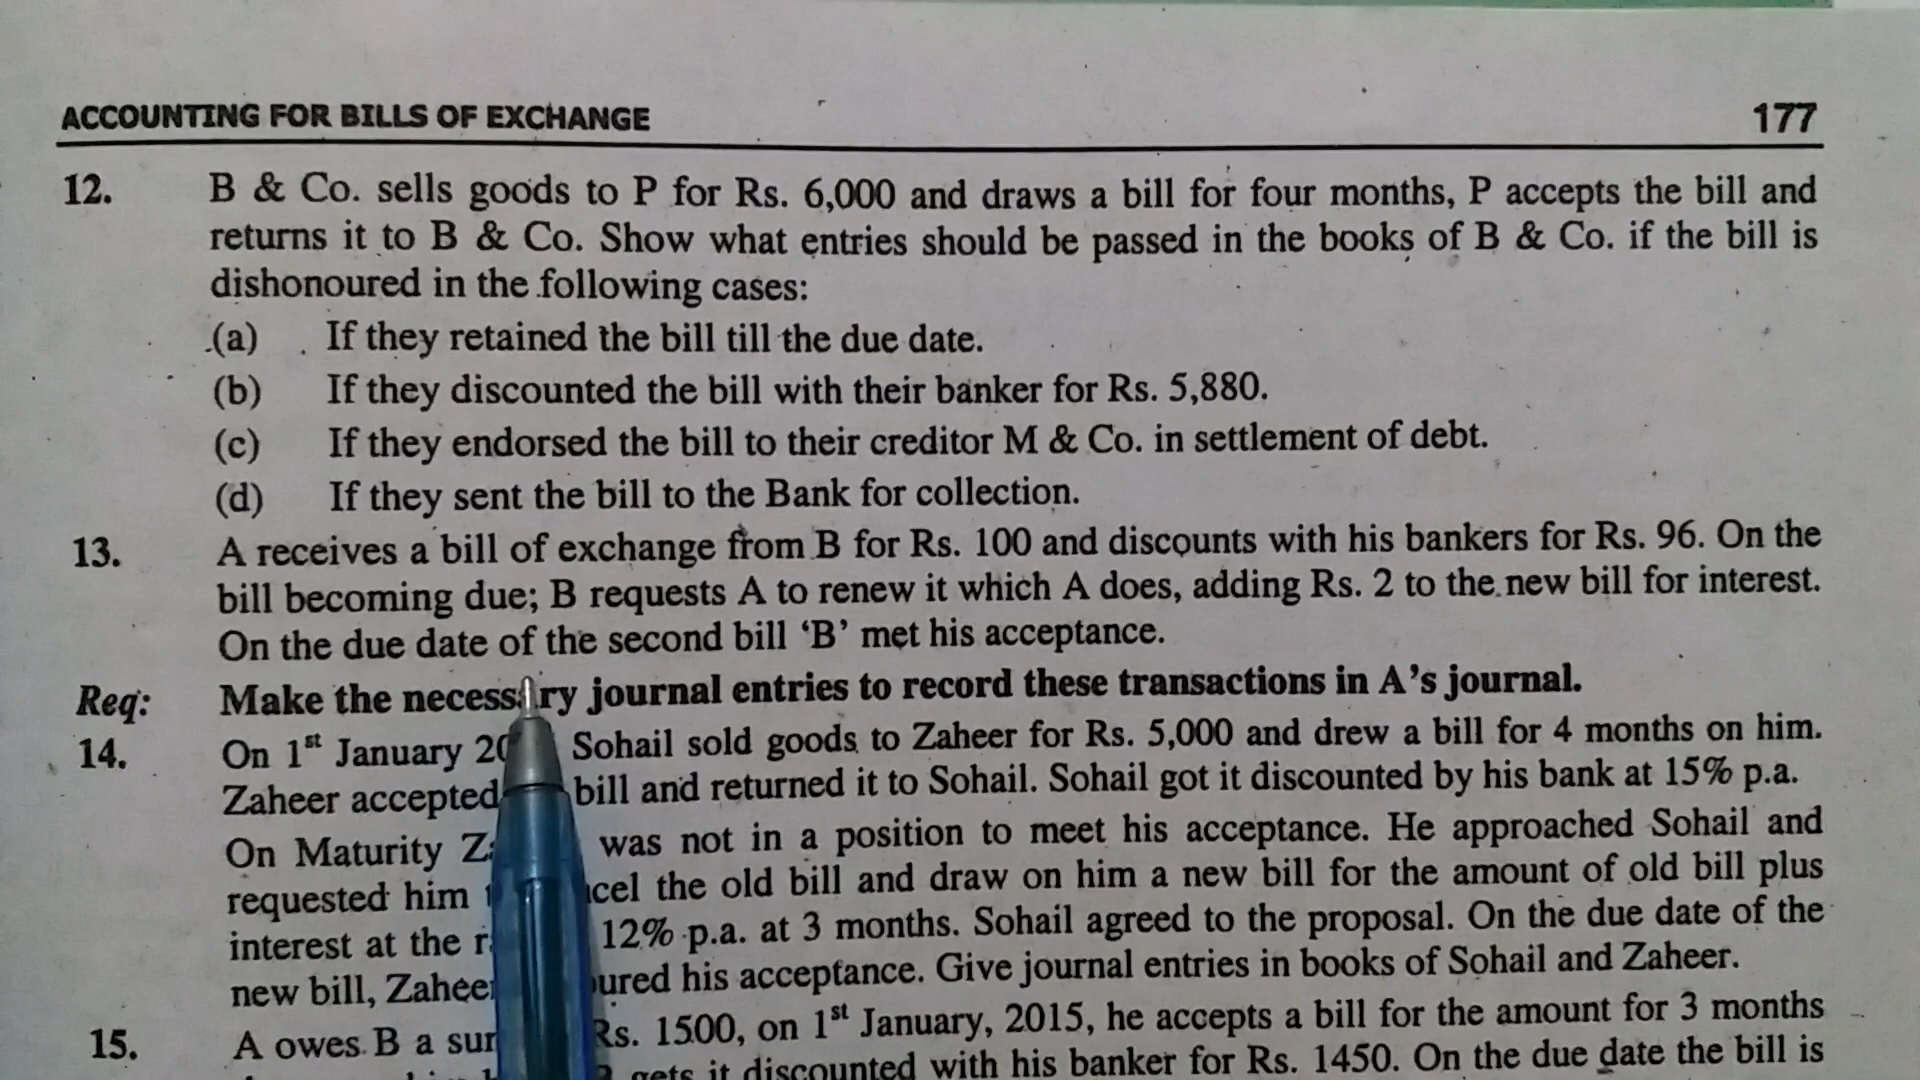 ACCOUNTING FOR BILLS OF EXCHANGE 177
12. B & Co. sells goods to P for Rs. 6,000 and draws a bill for four months, P accepts the bill and
returns it to B & Co. Show what entries should be passed in the books of B & Co. if the bill is
dishonoured in the following cases:
(a) If they retained the bill till the due date.
(b) If they discounted the bill with their banker for Rs. 5,880.
(c) If they endorsed the bill to their creditor M & Co. in settlement of debt.
(d) If they sent the bill to the Bank for collection.
13. A receives a bill of exchange from B for Rs. 100 and discounts with his bankers for Rs. 96. On the
bill becoming due; B requests A to renew it which A does, adding Rs. 2 to the new bill for interest.
On the due date of the second bill ‘B’ met his acceptance.
Req: Make the necessary journal entries to record these transactions in A’s journal.
14. On 1st January Sohail sold goods to Zaheer for Rs. 5,000 and drew a bill for 4 months on him.
Zaheer accepted bill and returned it to Sohail. Sohail got it discounted by his bank at 15% p.a.
On Maturity was not in a position to meet his acceptance. He approached Sohail and
requested him the old bill and draw on him a new bill for the amount of old bill plus
interest at the 12% p.a. at 3 months. Sohail agreed to the proposal. On the due date of the
new bill, his acceptance. Give journal entries in books of Sohail and Zaheer.
15. A owes B a Rs. 1500, on 1st January, 2015, he accepts a bill for the amount for 3 months
gets it discounted with his banker for Rs. 1450. On the due date the bill is